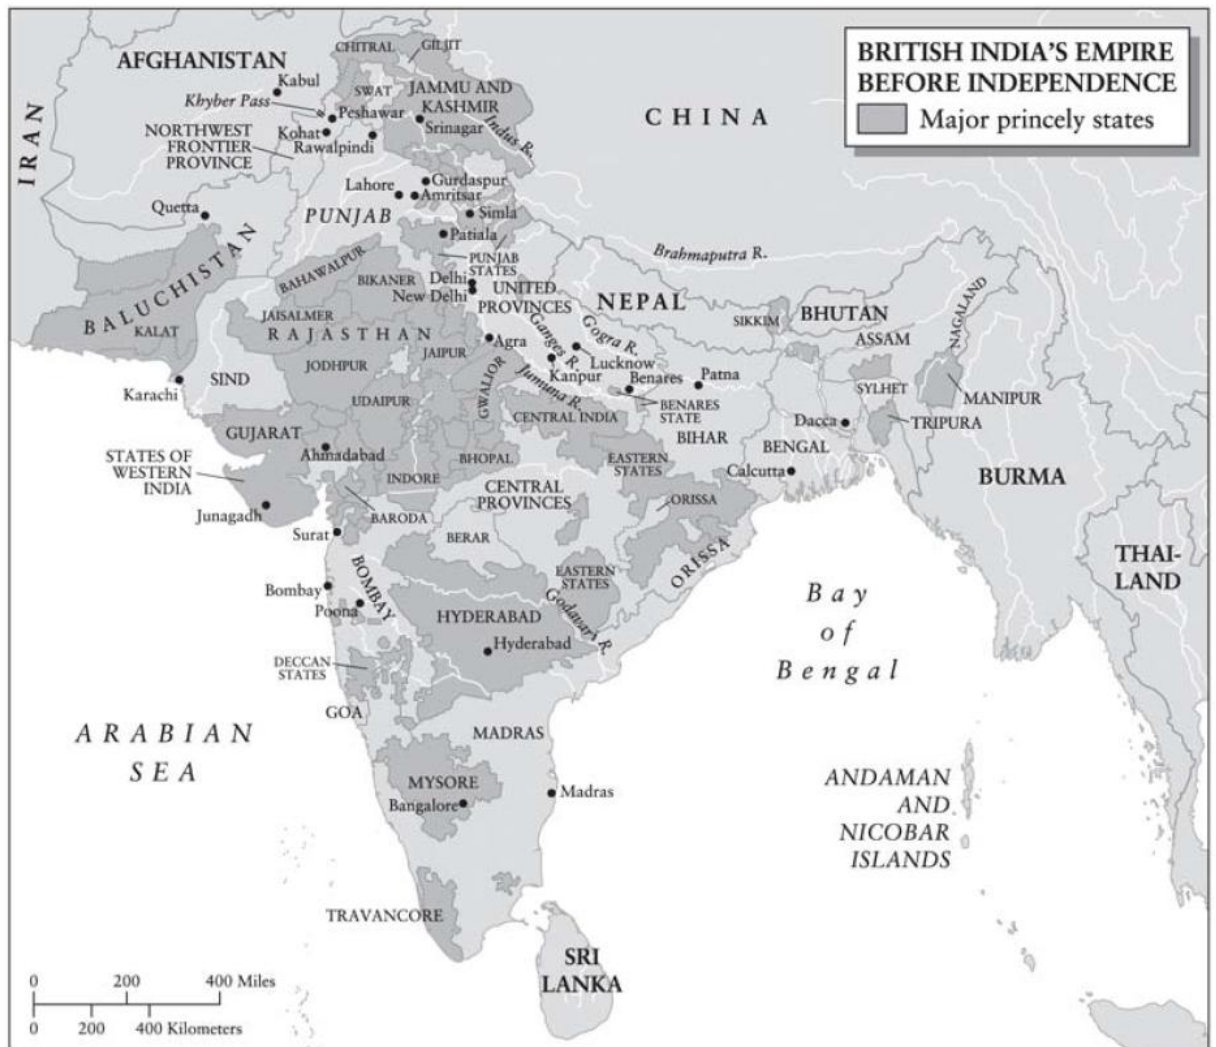 BRITISH INDIA'S EMPIRE
BEFORE INDEPENDENCE
Major princely states
AFGHANISTAN
CHITRAL
GILJIT
Kabul
SWAT
JAMMU AND
KASHMIR
Khyber Pass
Peshawar
Srinagar
Indus R.
CHINA
IRAN
NORTHWEST
FRONTIER
PROVINCE
Kohat
Rawalpindi
Lahore
Gurdaspur
Amritsar
Quetta
PUNJAB
Simla
Patiala
PUNJAB
STATES
Brahmaputra R.
BALUCHISTAN
KALAT
BAHAWALPUR
BIKANER
Delhi
New Delhi
UNITED
PROVINCES
NEPAL
SIKKIM
BHUTAN
NAGALAND
ASSAM
JAISALMER
RAJASTHAN
JODHPUR
JAIPUR
Agra
Ganges R.
Gogra R.
Lucknow
Kanpur
Jumuna R.
Benares
Patna
BENARES
STATE
SYLHET
MANIPUR
TRIPURA
Karachi
SIND
UDAIPUR
GWALIOR
CENTRAL INDIA
BIHAR
Dacca
BENGAL
Calcutta
BURMA
GUJARAT
Ahmadabad
STATES OF
WESTERN
INDIA
Junagadh
INDORE
BHOPAL
EASTERN
STATES
CENTRAL
PROVINCES
ORISSA
BARODA
Surat
BERAR
ORISSA
THAI-
LAND
EASTERN
STATES
Bombay
BOMBAY
Poona
HYDERABAD
Hyderabad
Godavari R.
Bay
of
Bengal
DECCAN
STATES
GOA
ARABIAN
SEA
MADRAS
MYSORE
Bangalore
Madras
ANDAMAN
AND
NICOBAR
ISLANDS
TRAVANCORE
SRI
LANKA
0 200 400 Miles
0 200 400 Kilometers